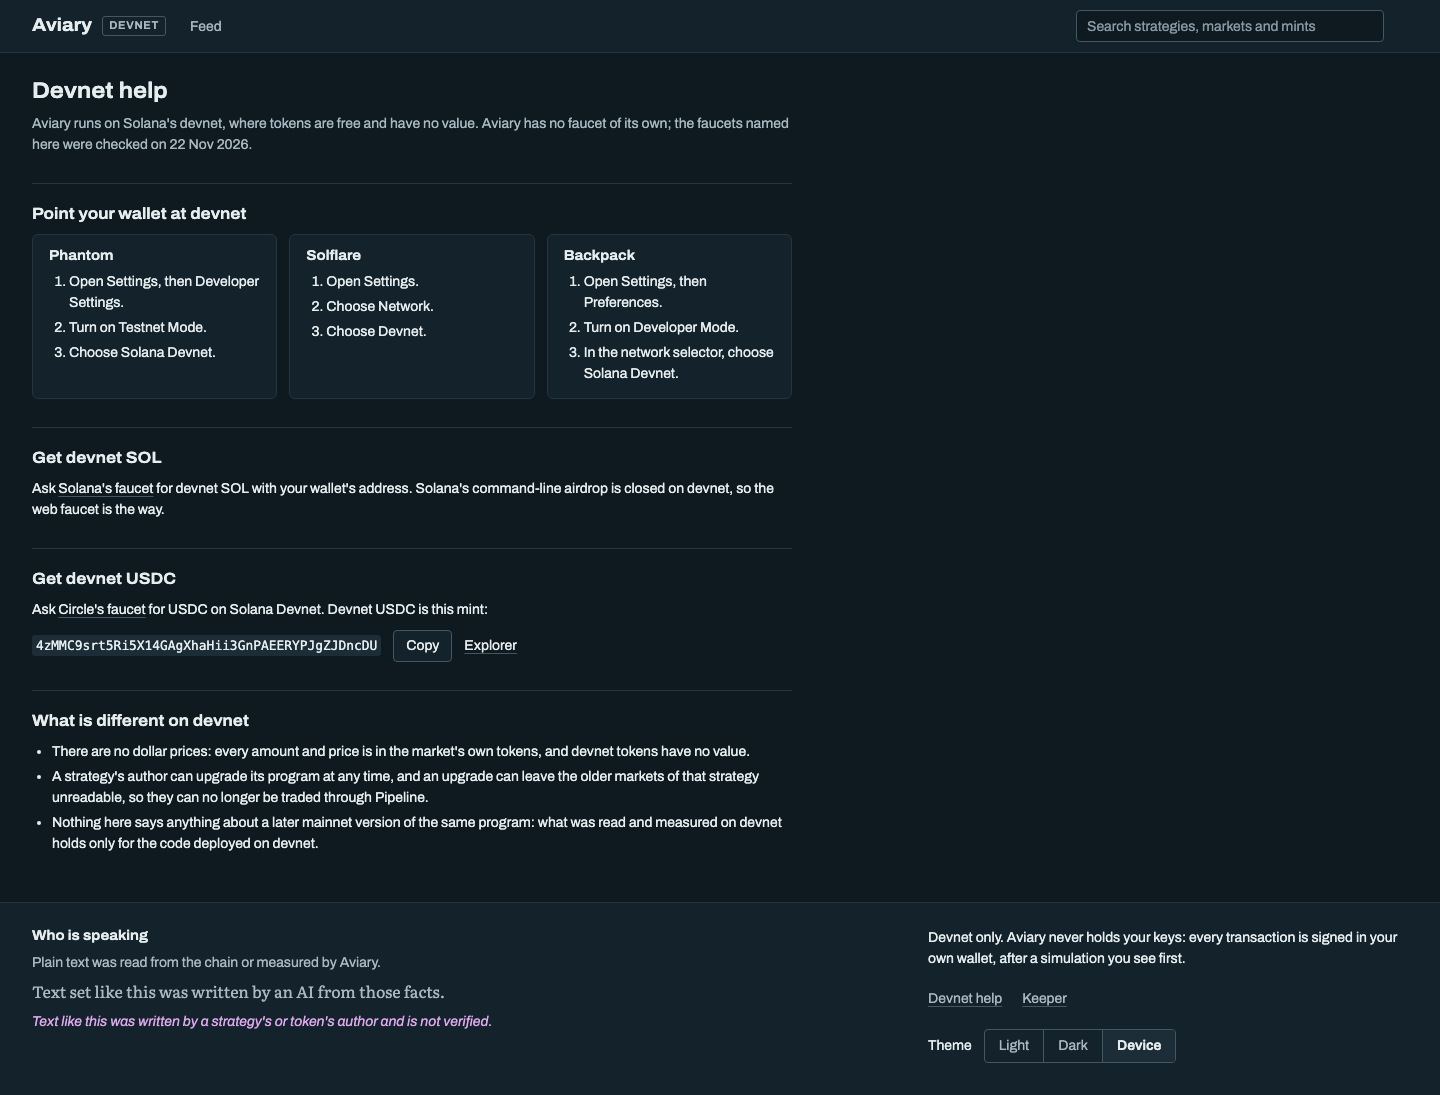 Aviary
DEVNET
Feed
Search strategies, markets and mints
Devnet help
Aviary runs on Solana's devnet, where tokens are free and have no value. Aviary has no faucet of its own; the faucets named
here were checked on 22 Nov 2026.
Point your wallet at devnet
Phantom
1. Open Settings, then Developer
Settings.
2. Turn on Testnet Mode.
3. Choose Solana Devnet.
Solflare
1. Open Settings.
2. Choose Network.
3. Choose Devnet.
Backpack
1. Open Settings, then
Preferences.
2. Turn on Developer Mode.
3. In the network selector, choose
Solana Devnet.
Get devnet SOL
Ask Solana's faucet for devnet SOL with your wallet's address. Solana's command-line airdrop is closed on devnet, so the
web faucet is the way.
Get devnet USDC
Ask Circle's faucet for USDC on Solana Devnet. Devnet USDC is this mint:
4zMMC9srt5Ri5X14GAgXhaHii3GnPAEERYPJgZJDncDU
Copy
Explorer
What is different on devnet
• There are no dollar prices: every amount and price is in the market's own tokens, and devnet tokens have no value.
• A strategy's author can upgrade its program at any time, and an upgrade can leave the older markets of that strategy
unreadable, so they can no longer be traded through Pipeline.
• Nothing here says anything about a later mainnet version of the same program: what was read and measured on devnet
holds only for the code deployed on devnet.
Who is speaking
Plain text was read from the chain or measured by Aviary.
Text set like this was written by an AI from those facts.
Text like this was written by a strategy's or token's author and is not verified.
Devnet only. Aviary never holds your keys: every transaction is signed in your
own wallet, after a simulation you see first.
Devnet help
Keeper
Theme
Light
Dark
Device